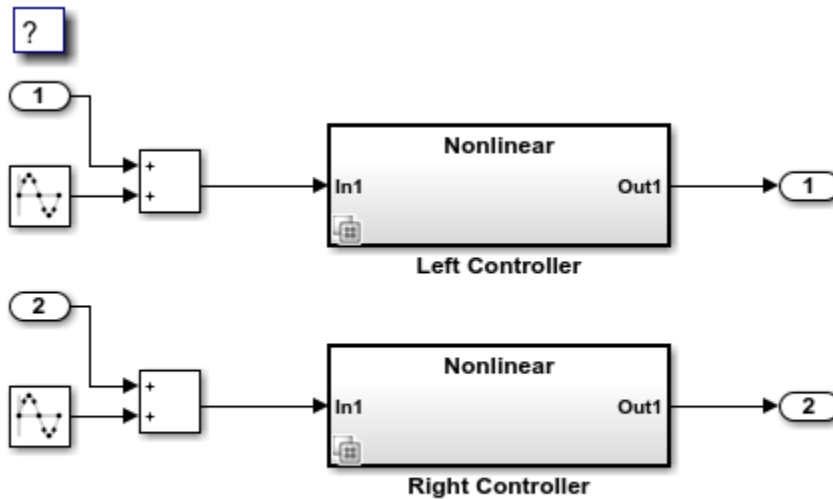 ?
1
+
+
Nonlinear
In1
Out1
1
Left Controller
2
+
+
Nonlinear
In1
Out1
2
Right Controller